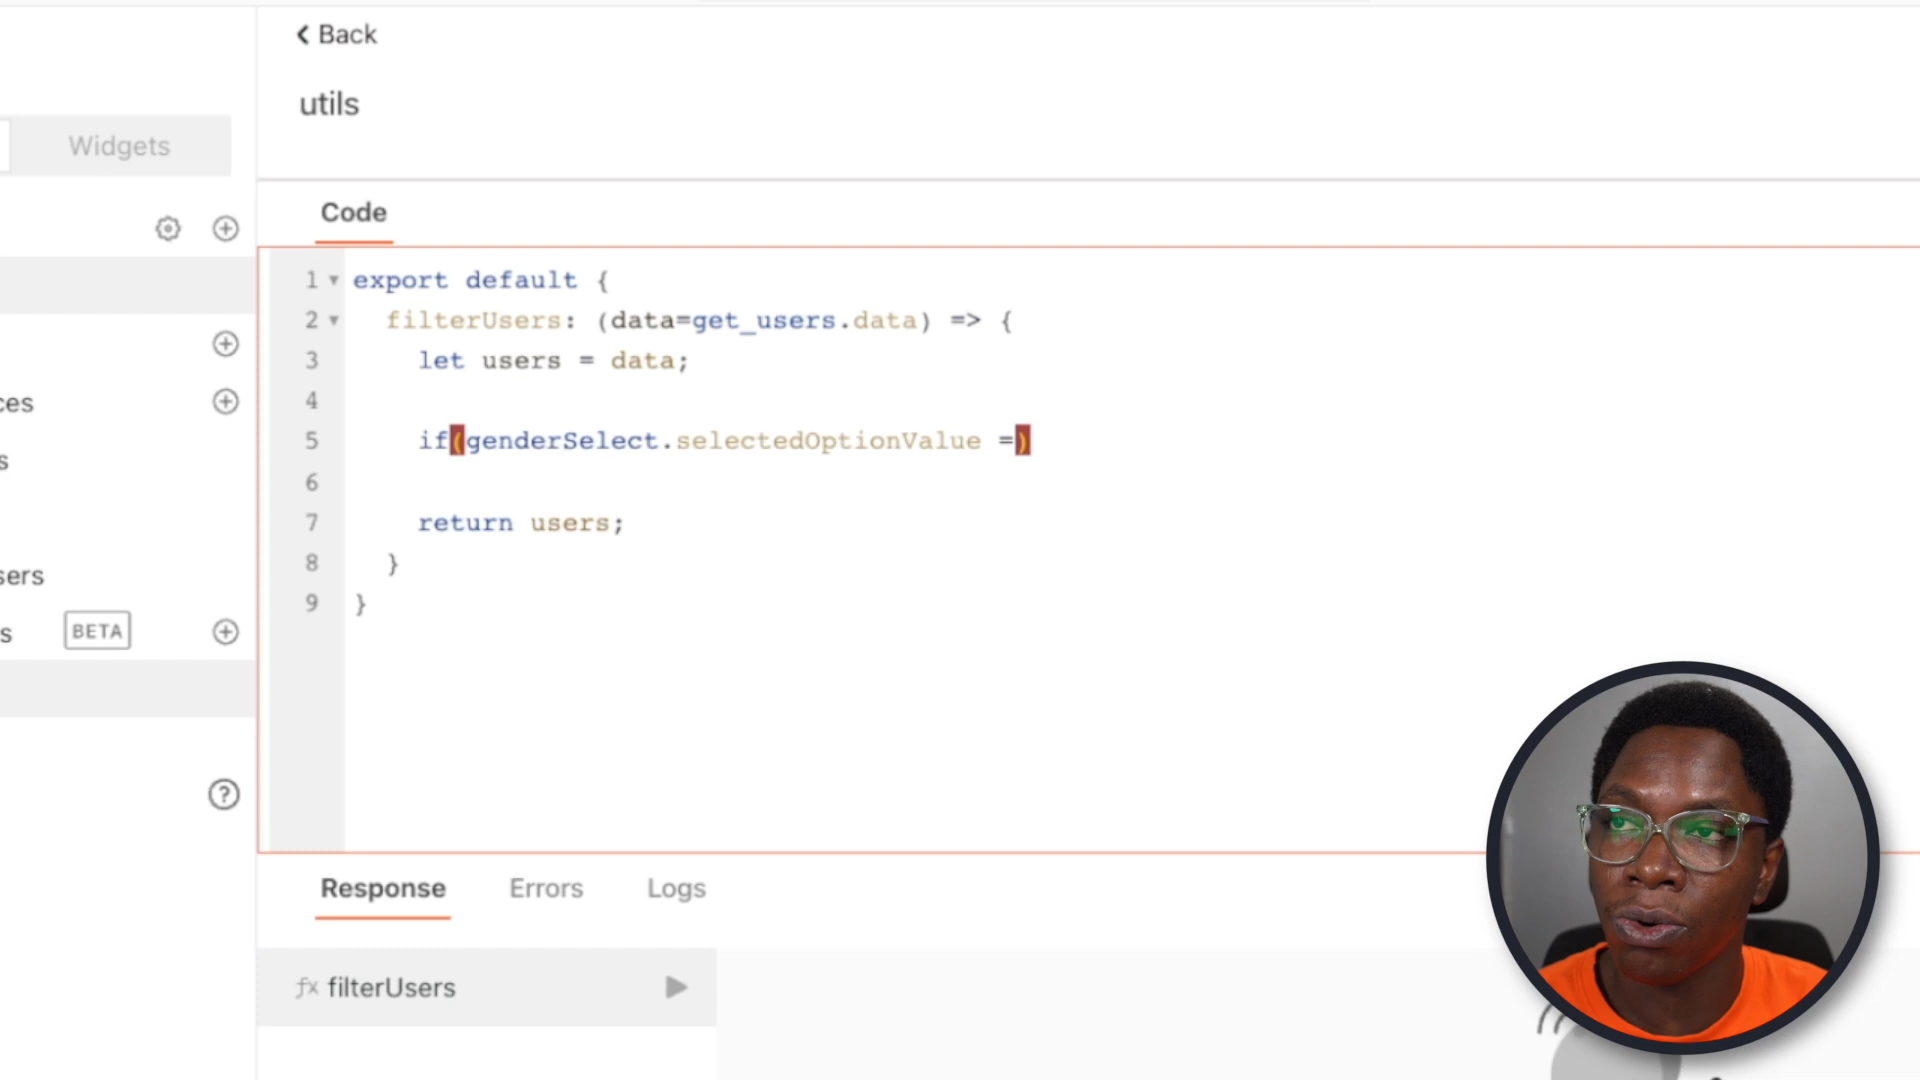 Back
utils
Widgets
Code
1 export default {
2 filterUsers: (data=get_users.data) => {
3 let users = data;
4
5 if(genderSelect.selectedOptionValue =)
6
7 return users;
8 }
9 }
ces
s
sers
s BETA
?
Response Errors Logs
fx filterUsers